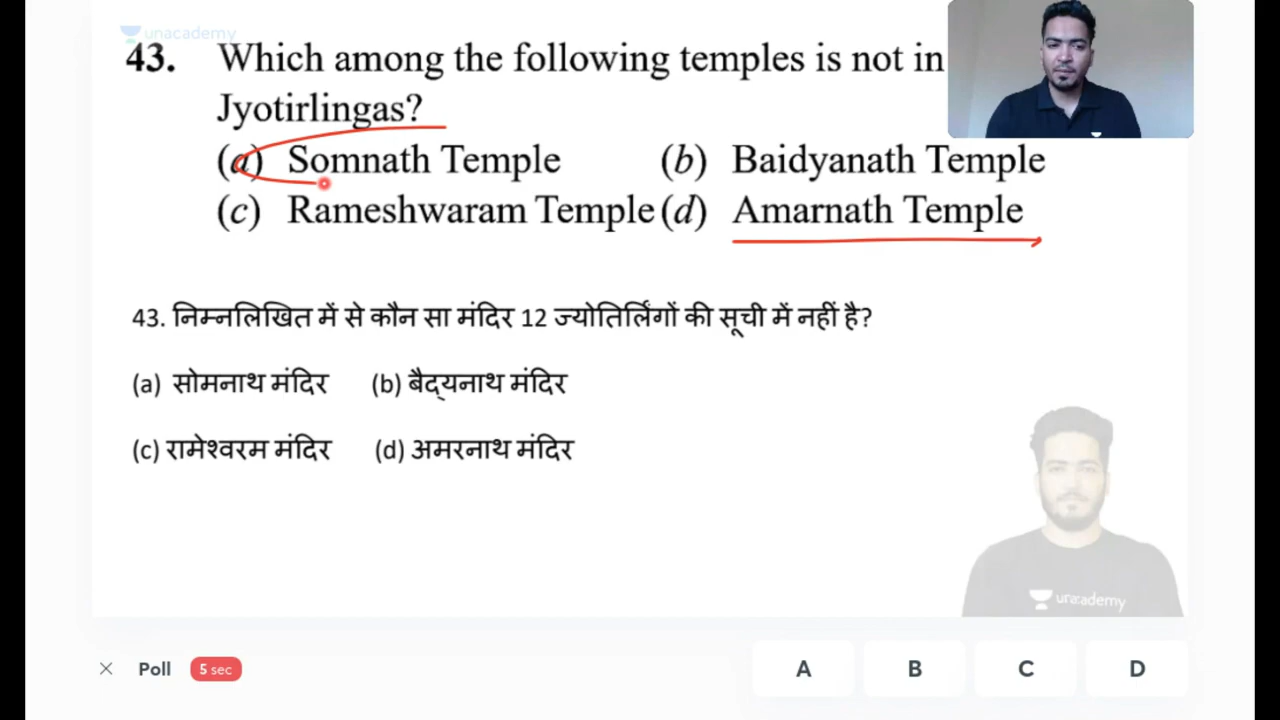 unacademy
43. Which among the following temples is not in
Jyotirlingas?
(a) Somnath Temple (b) Baidyanath Temple
(c) Rameshwaram Temple (d) Amarnath Temple
43. निम्नलिखित में से कौन सा मंदिर 12 ज्योतिर्लिंगों की सूची में नहीं है?
(a) सोमनाथ मंदिर (b) बैद्यनाथ मंदिर
(c) रामेश्वरम मंदिर (d) अमरनाथ मंदिर
unacademy
Poll 5 sec A B C D